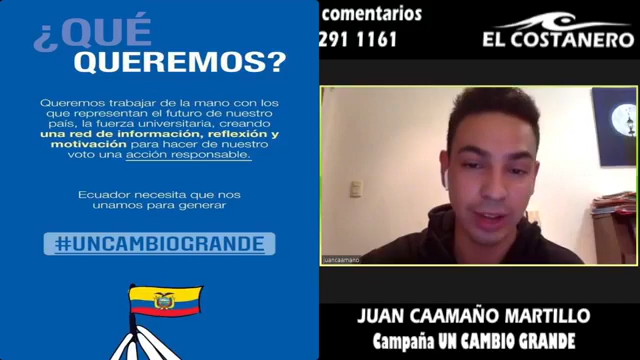 ¿QUÉ
QUEREMOS?
Queremos trabajar de la mano con los
que representan el futuro de nuestro
país, la fuerza universitaria, creando
una red de información, reflexión y
motivación para hacer de nuestro
voto una acción responsable.
Ecuador necesita que nos
unamos para generar
#UNCAMBIOGRANDE
comentarios
291 1161
EL COSTANERO
juancaamano
JUAN CAAMAÑO MARTILLO
Campaña UN CAMBIO GRANDE